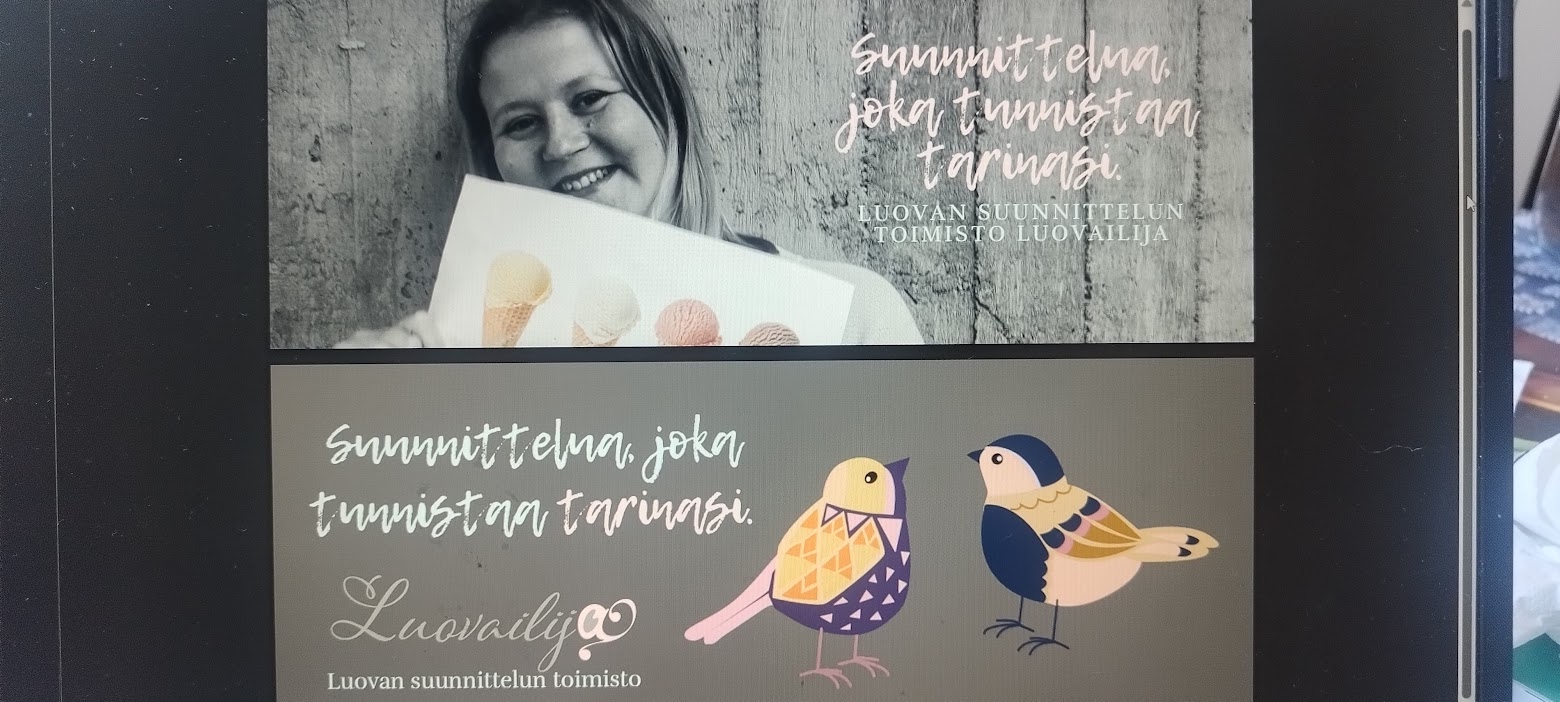 Suunnittelua,
joka tunnistaa
tarinasi.
LUOVAN SUUNNITTELUN
TOIMISTO LUOVAILIJA
Suunnittelua, joka
tunnistaa tarinasi.
Luovailija
Luovan suunnittelun toimisto